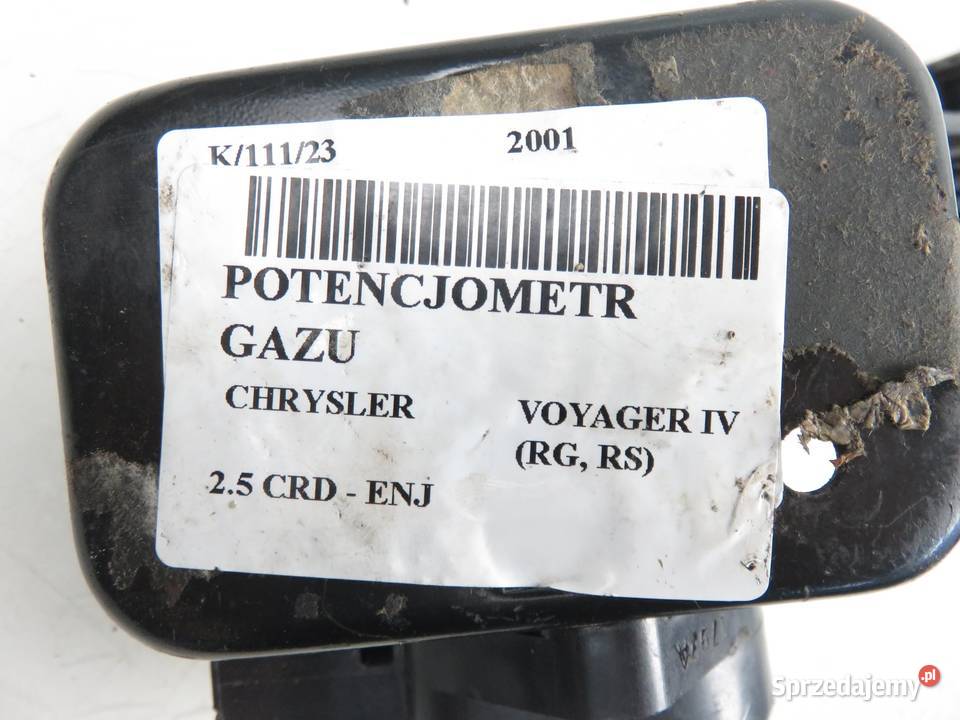 K/111/23 2001
POTENCJOMETR
GAZU
CHRYSLER VOYAGER IV
(RG, RS)
2.5 CRD - ENJ
Sprzedajemy.pl